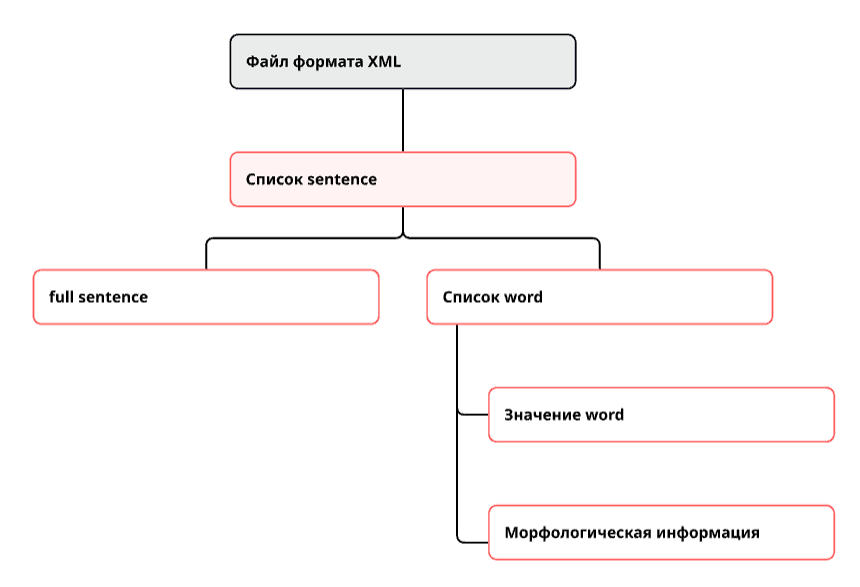 Файл формата XML
Список sentence
full sentence
Список word
Значение word
Морфологическая информация